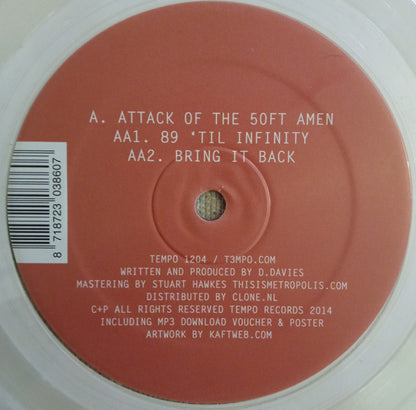 A. ATTACK OF THE 50FT AMEN
AA1. 89 'TIL INFINITY
AA2. BRING IT BACK
8 718723 038607
TEMPO 1204 / T3MPO.COM
WRITTEN AND PRODUCED BY D.DAVIES
MASTERING BY STUART HAWKES THISISMETROPOLIS.COM
DISTRIBUTED BY CLONE.NL
C+P ALL RIGHTS RESERVED TEMPO RECORDS 2014
INCLUDING MP3 DOWNLOAD VOUCHER & POSTER
ARTWORK BY KAFTWEB.COM